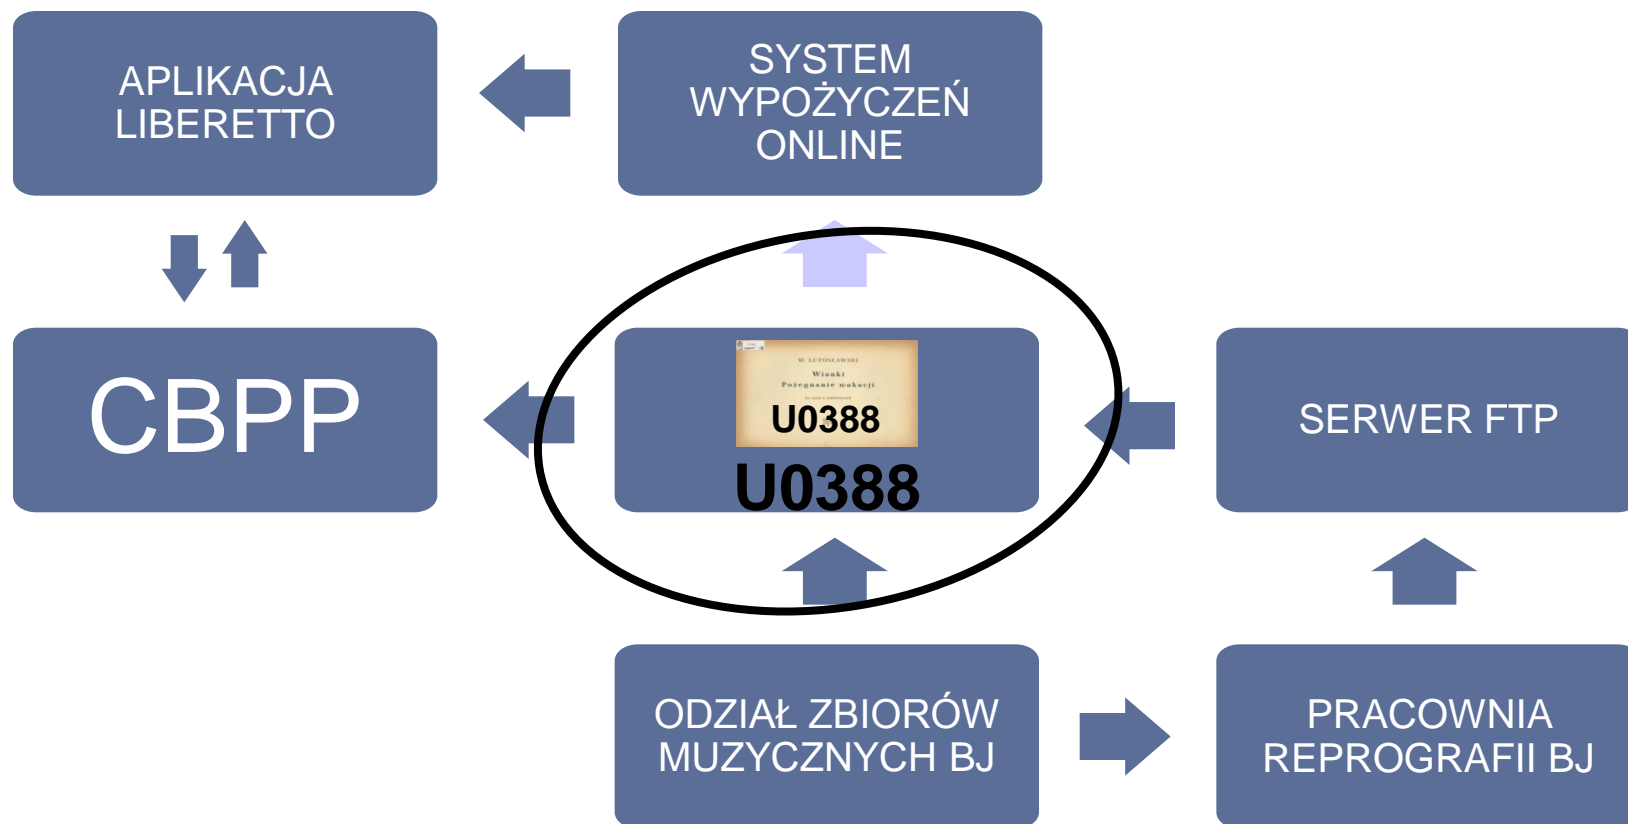 APLIKACJA
LIBERETTO
SYSTEM
WYPOŻYCZEŃ
ONLINE
CBPP
W. LUTOSŁAWSKI
Wianki
Pożegnanie wakacji
U0388
U0388
SERWER FTP
ODZIAŁ ZBIORÓW
MUZYCZNYCH BJ
PRACOWNIA
REPROGRAFII BJ